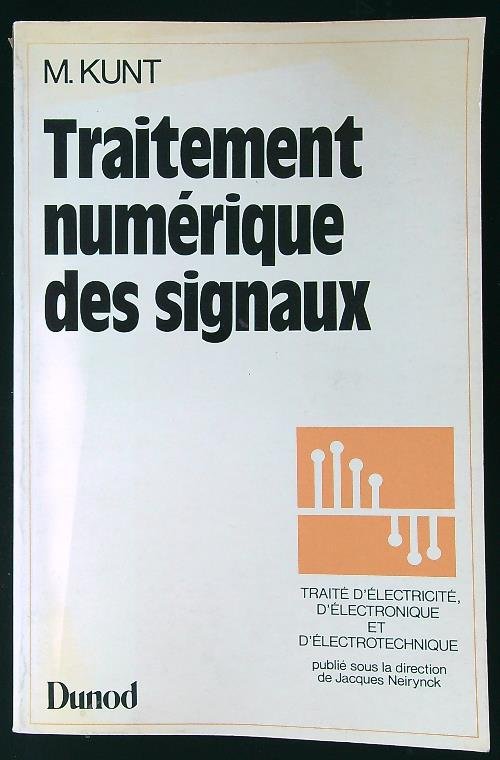 M. KUNT
Traitement
numérique
des signaux
TRAITÉ D'ÉLECTRICITÉ,
D'ÉLECTRONIQUE
ET
D'ÉLECTROTECHNIQUE
publié sous la direction
de Jacques Neirynck
Dunod